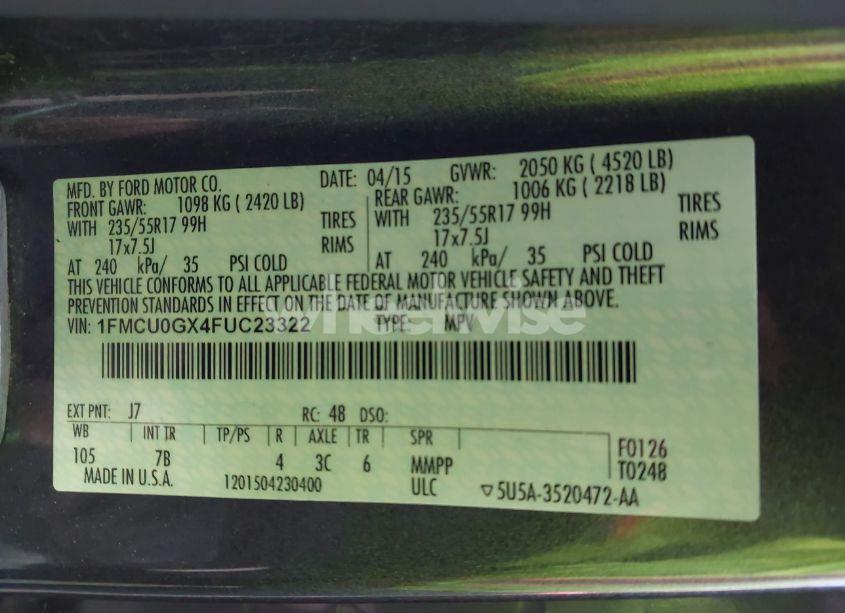 MFD. BY FORD MOTOR CO. DATE: 04/15 GVWR: 2050 KG ( 4520 LB)
FRONT GAWR: 1098 KG ( 2420 LB) REAR GAWR: 1006 KG ( 2218 LB)
WITH 235/55R17 99H TIRES WITH 235/55R17 99H TIRES
17x7.5J RIMS 17x7.5J RIMS
AT 240 kPa/ 35 PSI COLD AT 240 kPa/ 35 PSI COLD
THIS VEHICLE CONFORMS TO ALL APPLICABLE FEDERAL MOTOR VEHICLE SAFETY AND THEFT
PREVENTION STANDARDS IN EFFECT ON THE DATE OF MANUFACTURE SHOWN ABOVE.
VIN: 1FMCU0GX4FUC23322 TYPE: MPV
wheelwise
EXT PNT: J7 RC: 48 DSO:
WB INT TR TP/PS R AXLE TR SPR F0126
105 7B 4 3C 6 MMPP T0248
MADE IN U.S.A. 1201504230400 ULC ▽5U5A-3520472-AA